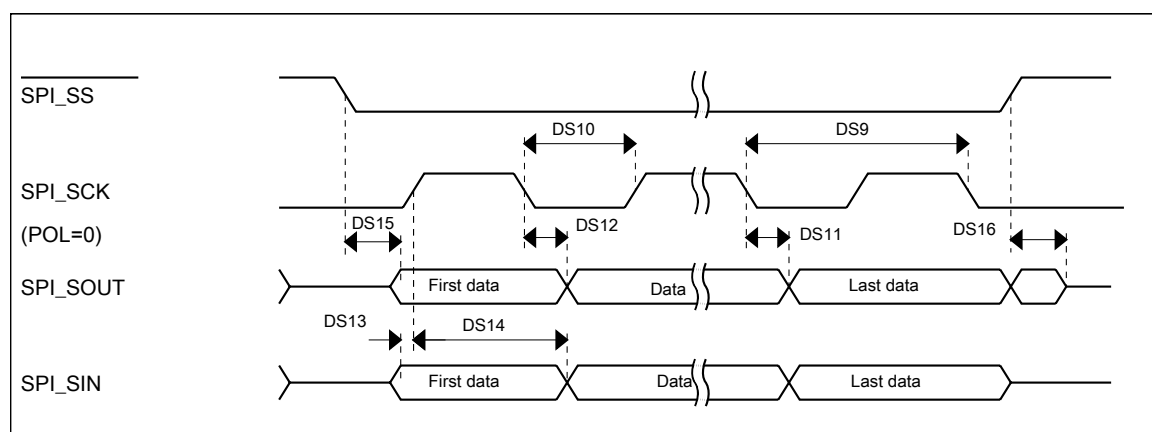 SPI_SS
DS10
DS9
SPI_SCK
(POL=0)
DS15
DS12
DS11
DS16
SPI_SOUT
First data
Data
Last data
DS13
DS14
SPI_SIN
First data
Data
Last data